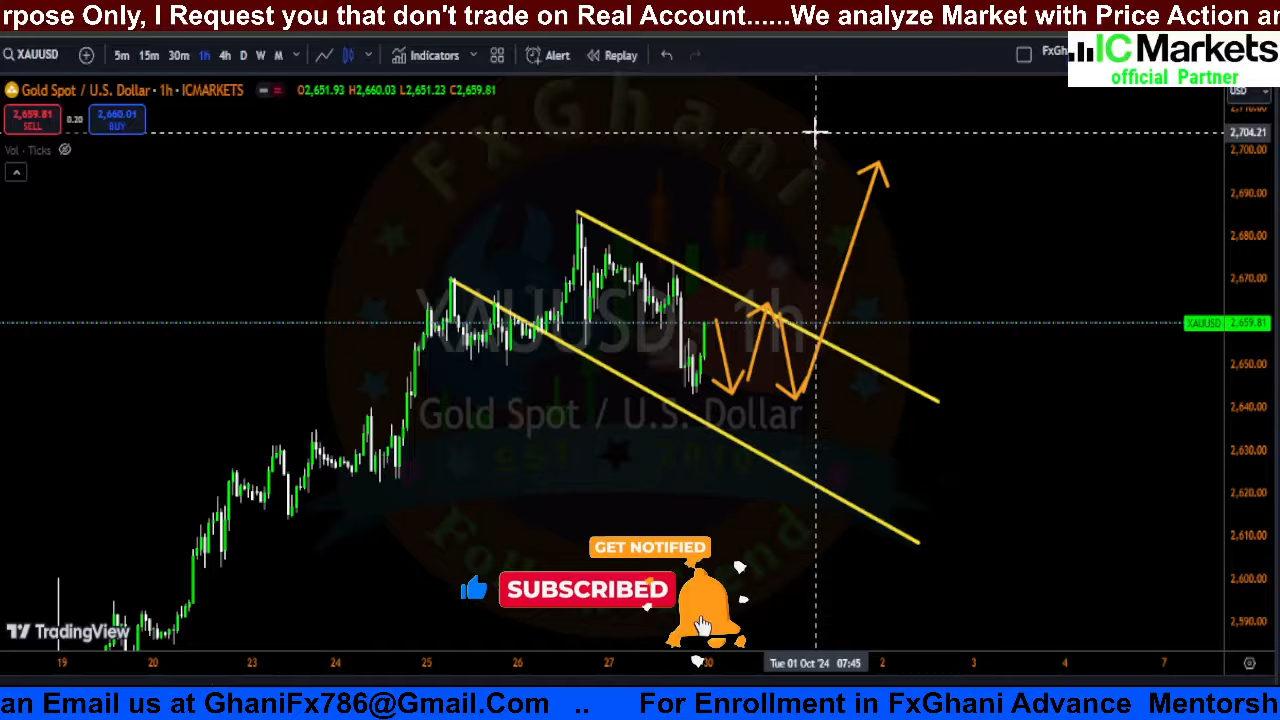 rpose Only, I Request you that don't trade on Real Account......We analyze Market with Price Action ar
XAUUSD 5m 15m 30m 1h 4h D W M Indicators Alert Replay FxGh
IC Markets
official Partner
Gold Spot / U.S. Dollar · 1h · ICMARKETS O2,651.93 H2,660.03 L2,651.23 C2,659.81
USD
2,659.81 SELL 0.20 2,660.01 BUY
Vol · Ticks
2,710.00
2,704.21
2,700.00
2,690.00
2,680.00
2,670.00
XAUUSD 2,659.81
2,650.00
2,640.00
2,630.00
2,620.00
2,610.00
2,600.00
2,590.00
FxGhani
XAUUSD, 1h
Gold Spot / U.S. Dollar
GET NOTIFIED
SUBSCRIBED
TradingView
19 20 23 24 25 26 27 30 Tue 01 Oct '24 07:45 2 3 4 7
an Email us at GhaniFx786@Gmail.Com .. For Enrollment in FxGhani Advance Mentorsh